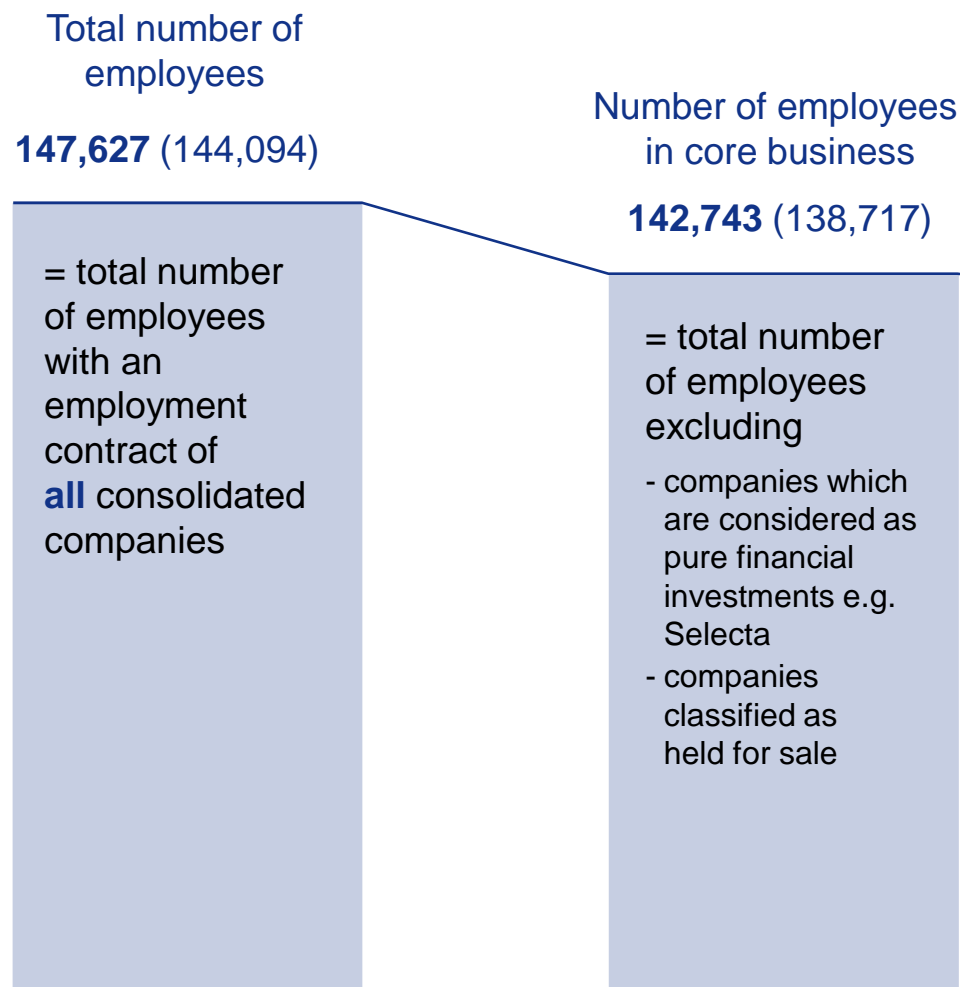 Total number of
employees
147,627 (144,094)
= total number
of employees
with an
employment
contract of
all consolidated
companies
Number of employees
in core business
142,743 (138,717)
= total number
of employees
excluding
- companies which
are considered as
pure financial
investments e.g.
Selecta
- companies
classified as
held for sale